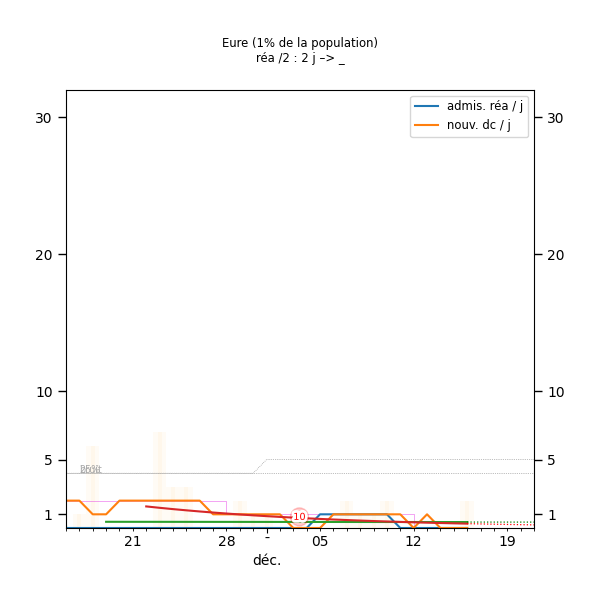 Eure (1% de la population)
réa /2 : 2 j –> _
admis. réa / j
nouv. dc / j
30 30
20 20
10 10
5 5
25%
1 10 1
21 28 - 05 12 19
déc.